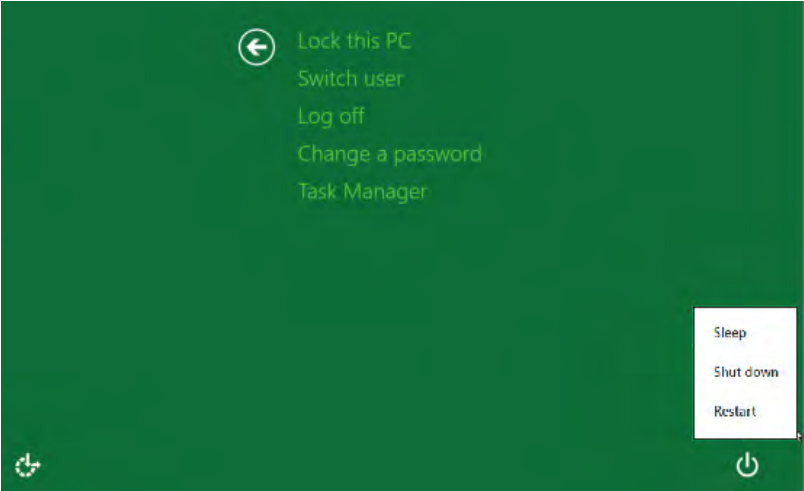 Lock this PC
Switch user
Log off
Change a password
Task Manager
Sleep
Shut down
Restart